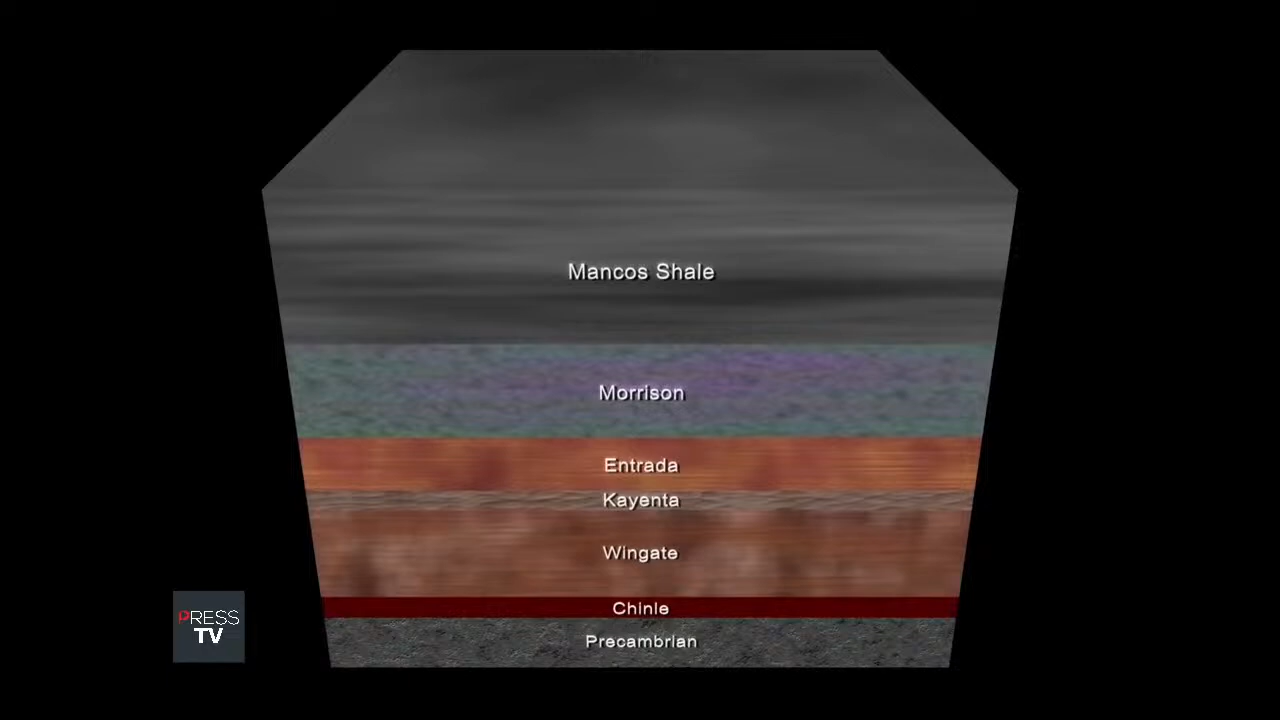 Mancos Shale
Morrison
Entrada
Kayenta
Wingate
Chinle
Precambrian
PRESS
TV